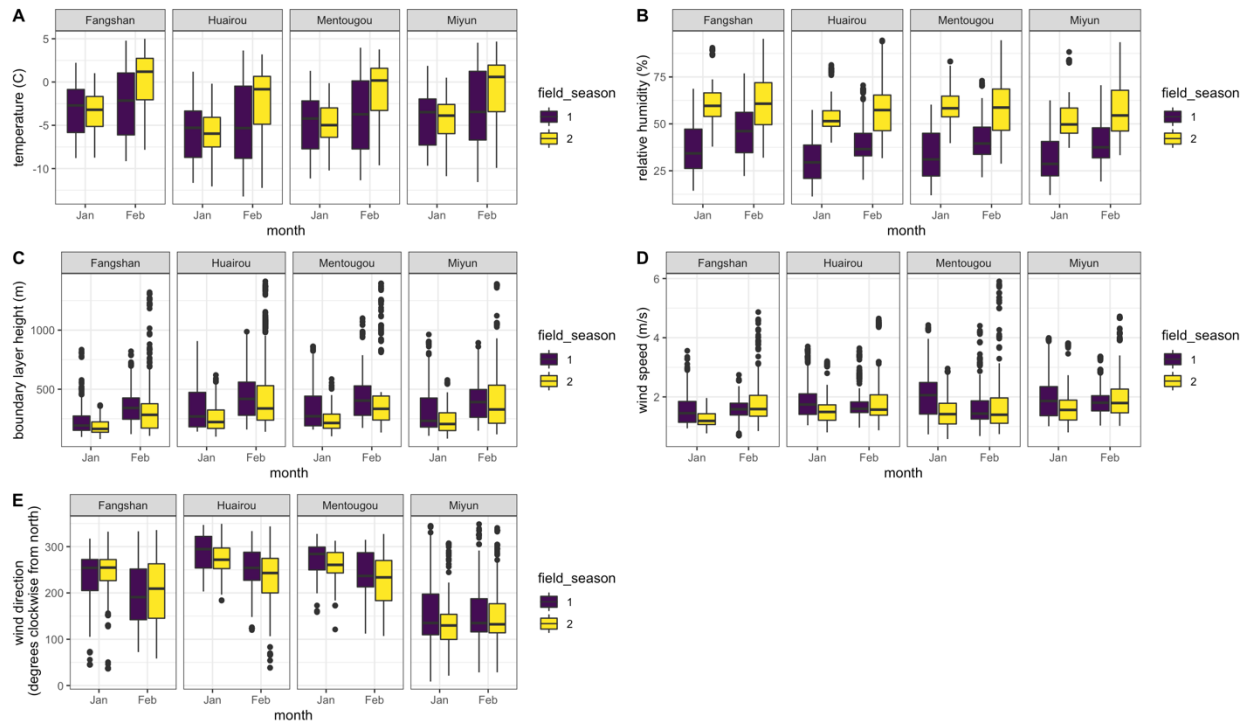 A
Fangshan Huairou Mentougou Miyun
temperature (C)
5
0
-5
-10
Jan Feb Jan Feb Jan Feb Jan Feb
month
field_season
1
2
B
Fangshan Huairou Mentougou Miyun
relative humidity (%)
75
50
25
Jan Feb Jan Feb Jan Feb Jan Feb
month
field_season
1
2
C
Fangshan Huairou Mentougou Miyun
boundary layer height (m)
1000
500
Jan Feb Jan Feb Jan Feb Jan Feb
month
field_season
1
2
D
Fangshan Huairou Mentougou Miyun
wind speed (m/s)
6
4
2
Jan Feb Jan Feb Jan Feb Jan Feb
month
field_season
1
2
E
Fangshan Huairou Mentougou Miyun
wind direction
(degrees clockwise from north)
300
200
100
0
Jan Feb Jan Feb Jan Feb Jan Feb
month
field_season
1
2